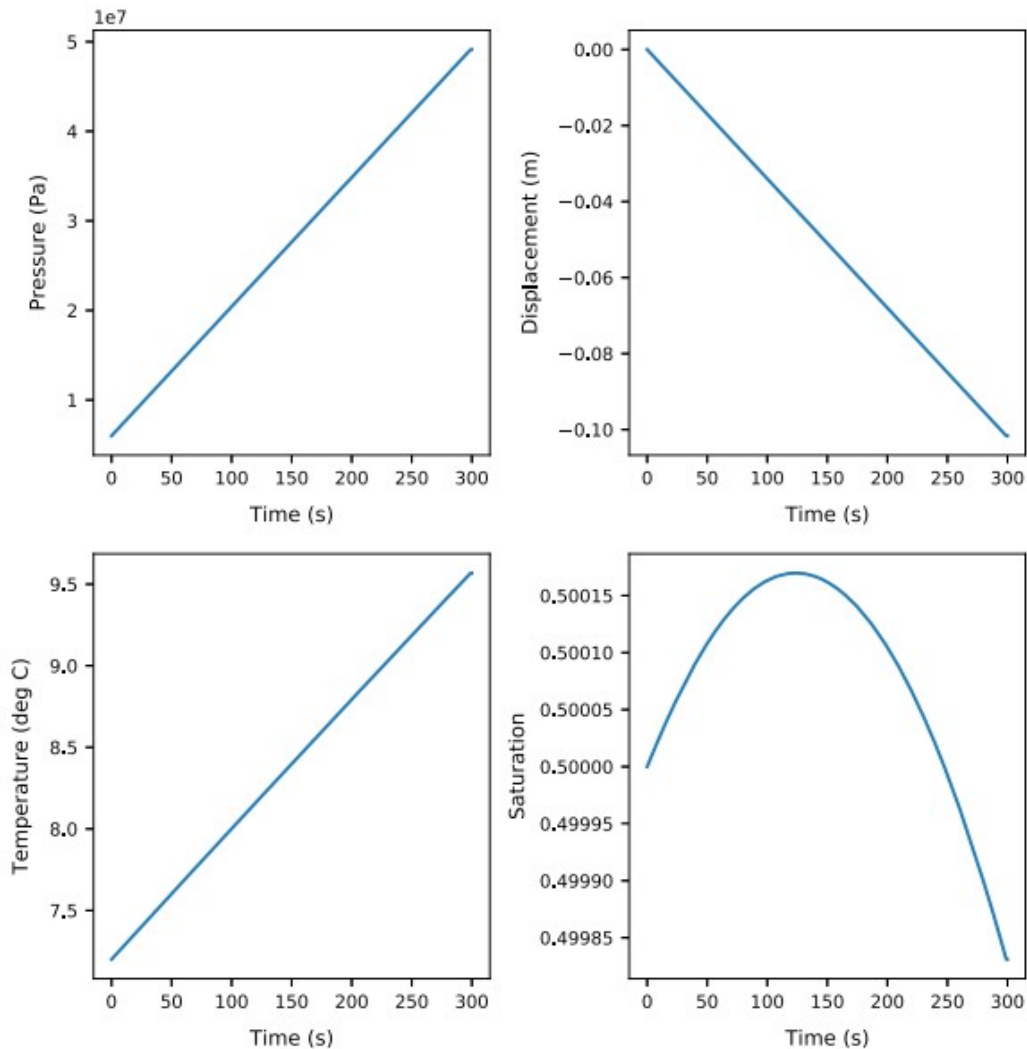 1e7
5
4
3
2
1
Pressure (Pa)
0 50 100 150 200 250 300
Time (s)
0.00
−0.02
−0.04
−0.06
−0.08
−0.10
Displacement (m)
0 50 100 150 200 250 300
Time (s)
9.5
9.0
8.5
8.0
7.5
Temperature (deg C)
0 50 100 150 200 250 300
Time (s)
0.50015
0.50010
0.50005
0.50000
0.49995
0.49990
0.49985
Saturation
0 50 100 150 200 250 300
Time (s)